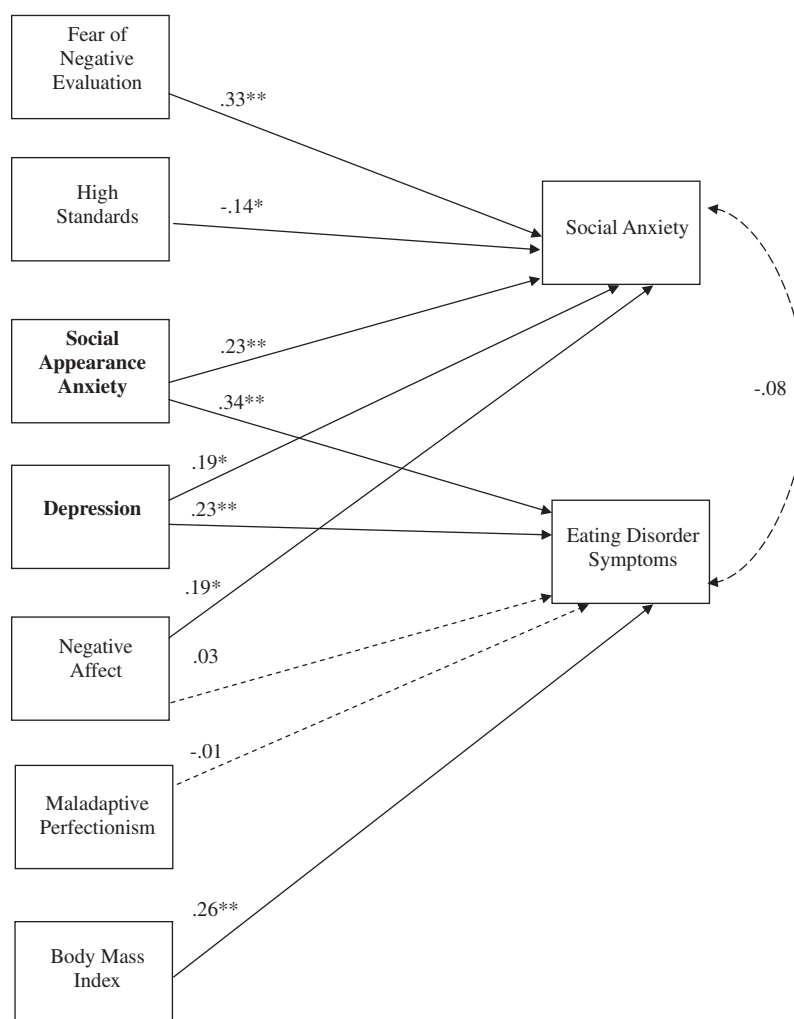 Fear of
Negative
Evaluation
.33**
High
Standards
-.14*
Social Anxiety
Social
Appearance
Anxiety
.23**
.34**
-.08
Depression
.19*
.23**
Eating Disorder
Symptoms
Negative
Affect
.19*
.03
Maladaptive
Perfectionism
-.01
Body Mass
Index
.26**